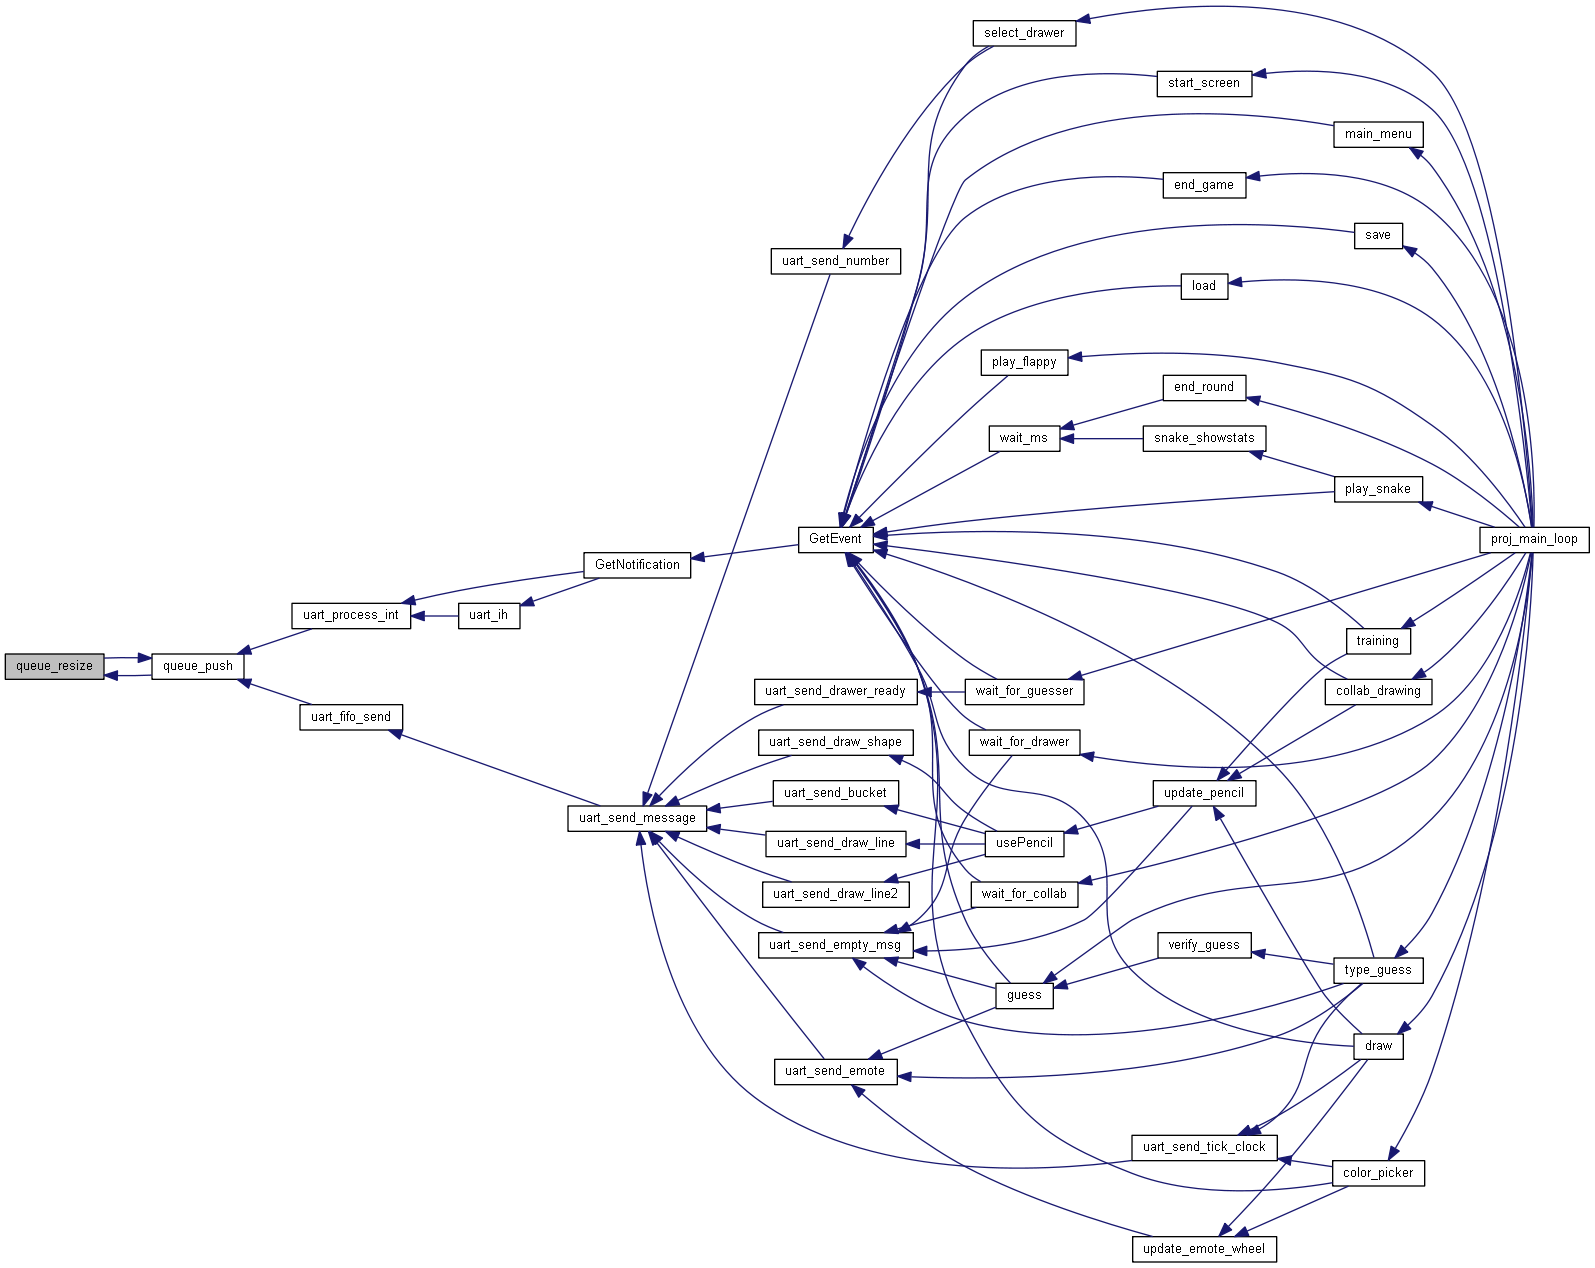 select_drawer
start_screen
main_menu
end_game
save
uart_send_number
load
play_flappy
end_round
wait_ms
snake_showstats
play_snake
GetEvent
proj_main_loop
GetNotification
uart_process_int
uart_ih
training
queue_resize
queue_push
uart_send_drawer_ready
wait_for_guesser
collab_drawing
uart_fifo_send
uart_send_draw_shape
wait_for_drawer
uart_send_bucket
update_pencil
uart_send_message
uart_send_draw_line
usePencil
uart_send_draw_line2
wait_for_collab
uart_send_empty_msg
verify_guess
type_guess
guess
draw
uart_send_emote
uart_send_tick_clock
color_picker
update_emote_wheel